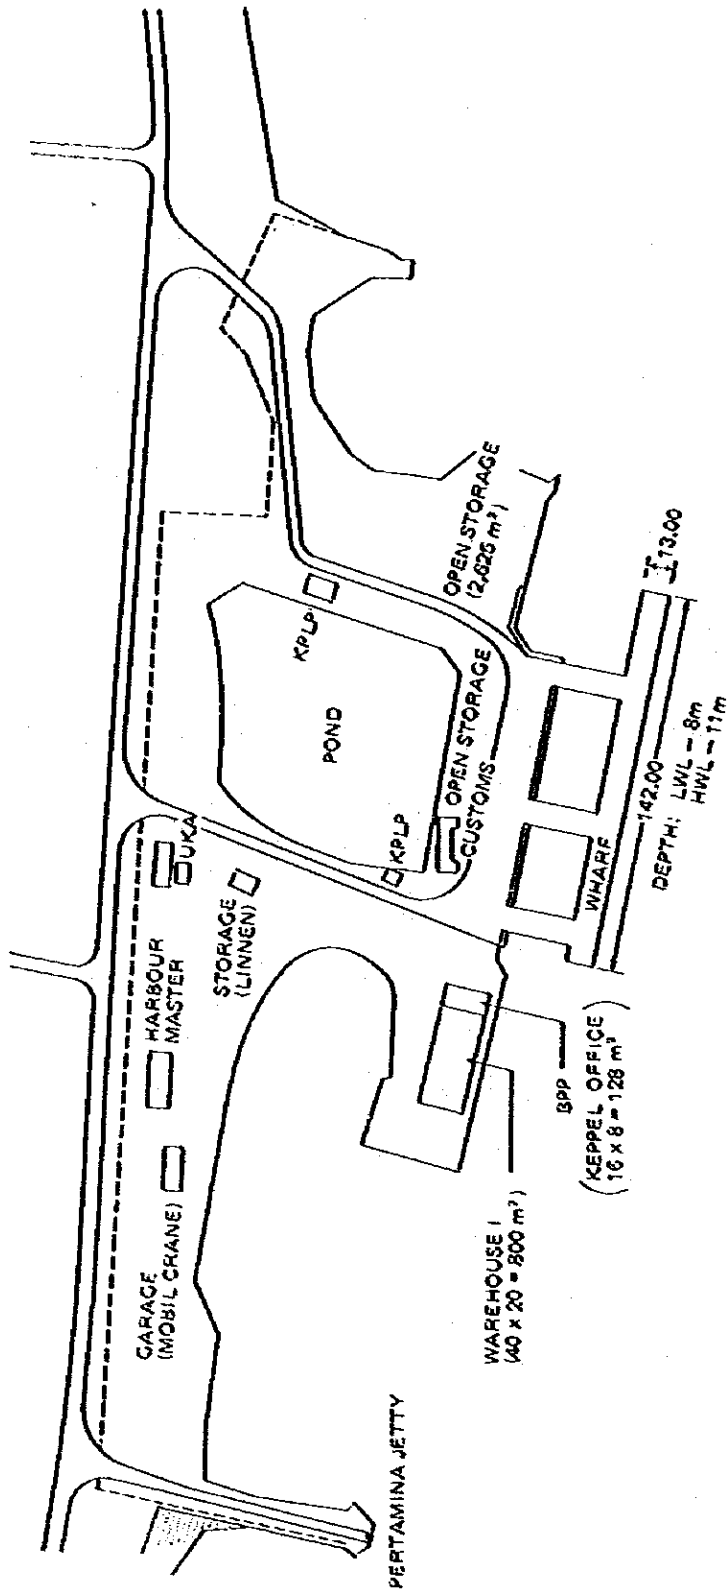 PERTAMINA JETTY
GARAGE
(MOBIL CRANE)
HARBOUR
MASTER
UKA
STORAGE
(LINNEN)
KPLP
POND
KPLP
OPEN STORAGE
CUSTOMS
OPEN STORAGE
(2,625 m²)
WAREHOUSE I
(40 x 20 = 800 m²)
BPP
(KEPPEL OFFICE
16 x 8 = 128 m²)
WHARF
142.00
13.00
DEPTH: LWL - 8m
HWL - 11m